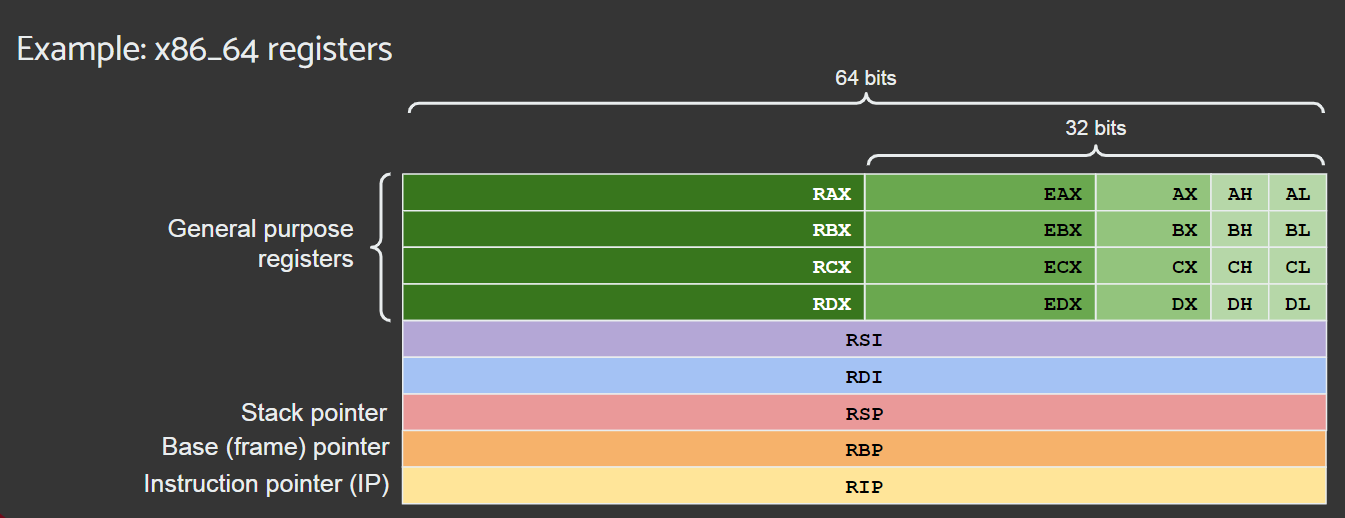 Example: x86_64 registers
64 bits
32 bits
General purpose
registers
RAX EAX AX AH AL
RBX EBX BX BH BL
RCX ECX CX CH CL
RDX EDX DX DH DL
RSI
RDI
Stack pointer RSP
Base (frame) pointer RBP
Instruction pointer (IP) RIP